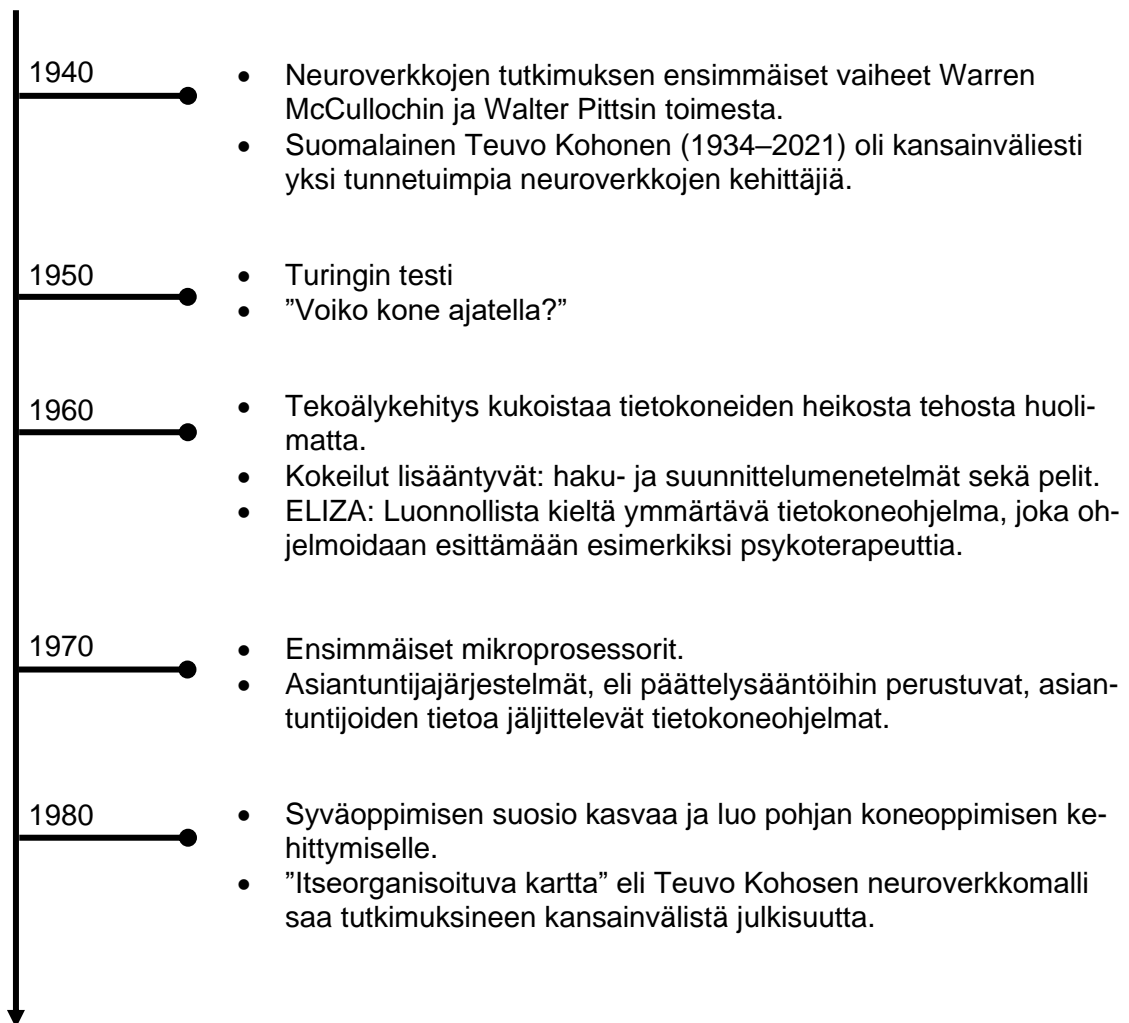 1940
• Neuroverkkojen tutkimuksen ensimmäiset vaiheet Warren
McCullochin ja Walter Pittsin toimesta.
• Suomalainen Teuvo Kohonen (1934–2021) oli kansainväliesti
yksi tunnetuimpia neuroverkkojen kehittäjiä.
1950
• Turingin testi
• ”Voiko kone ajatella?”
1960
• Tekoälykehitys kukoistaa tietokoneiden heikosta tehosta huoli-
matta.
• Kokeilut lisääntyvät: haku- ja suunnittelumenetelmät sekä pelit.
• ELIZA: Luonnollista kieltä ymmärtävä tietokoneohjelma, joka oh-
jelmoidaan esittämään esimerkiksi psykoterapeuttia.
1970
• Ensimmäiset mikroprosessorit.
• Asiantuntijajärjestelmät, eli päättelysääntöihin perustuvat, asian-
tuntijoiden tietoa jäljittelevät tietokoneohjelmat.
1980
• Syväoppimisen suosio kasvaa ja luo pohjan koneoppimisen ke-
hittymiselle.
• ”Itseorganisoituva kartta” eli Teuvo Kohosen neuroverkkomalli
saa tutkimuksineen kansainvälistä julkisuutta.